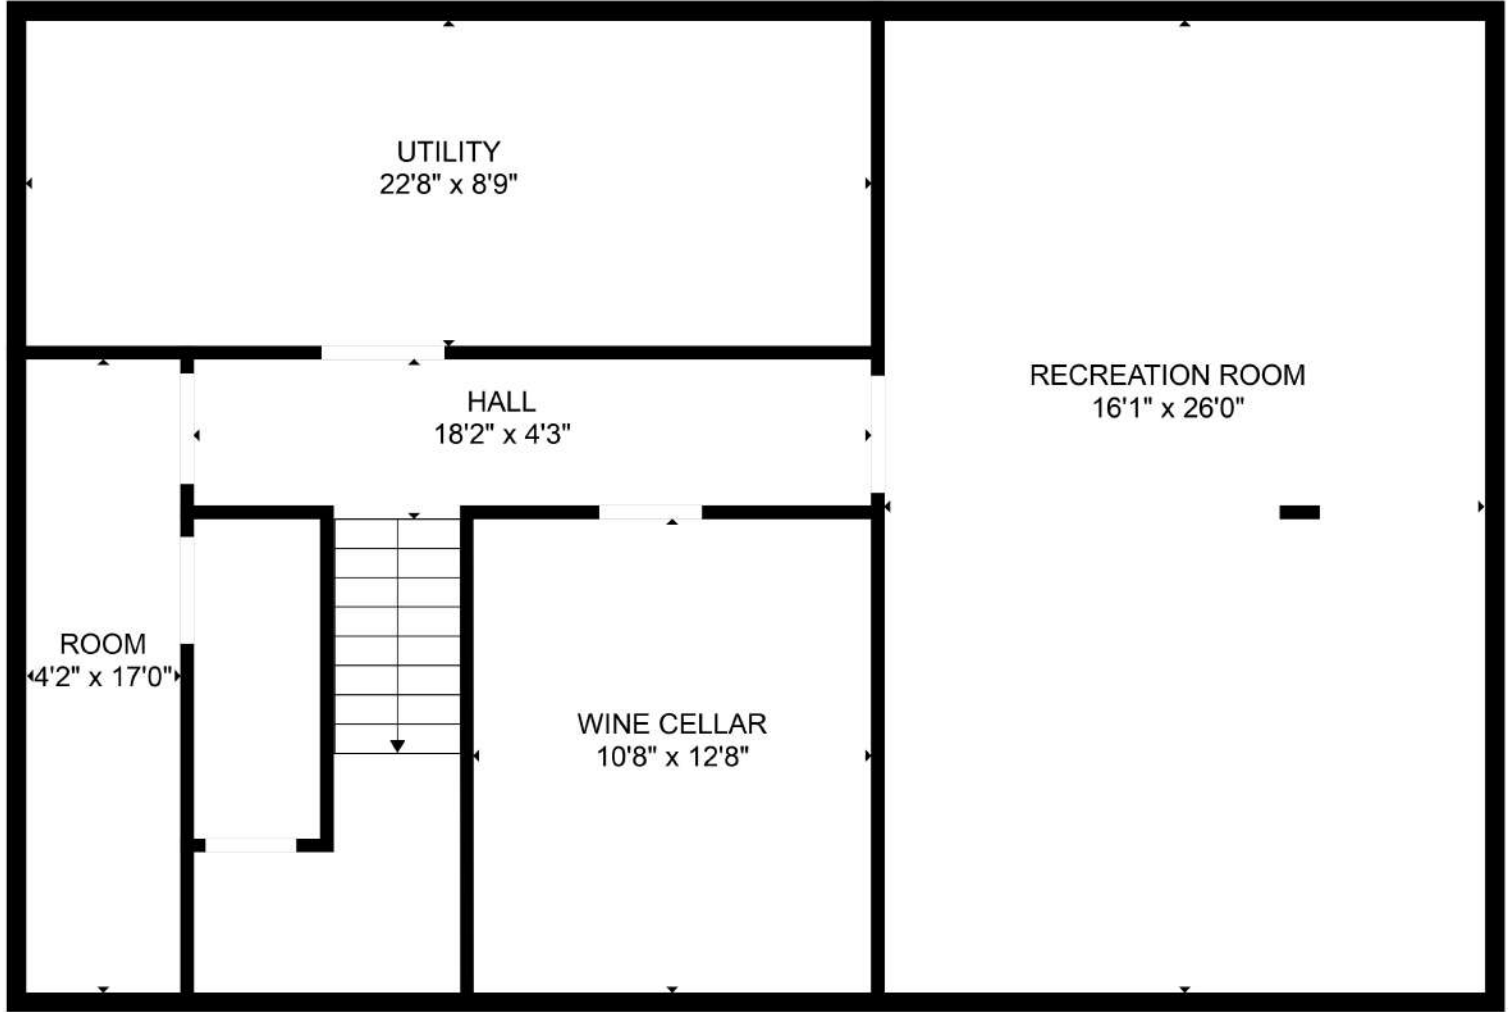 UTILITY
22'8" x 8'9"
RECREATION ROOM
16'1" x 26'0"
HALL
18'2" x 4'3"
ROOM
4'2" x 17'0"
WINE CELLAR
10'8" x 12'8"